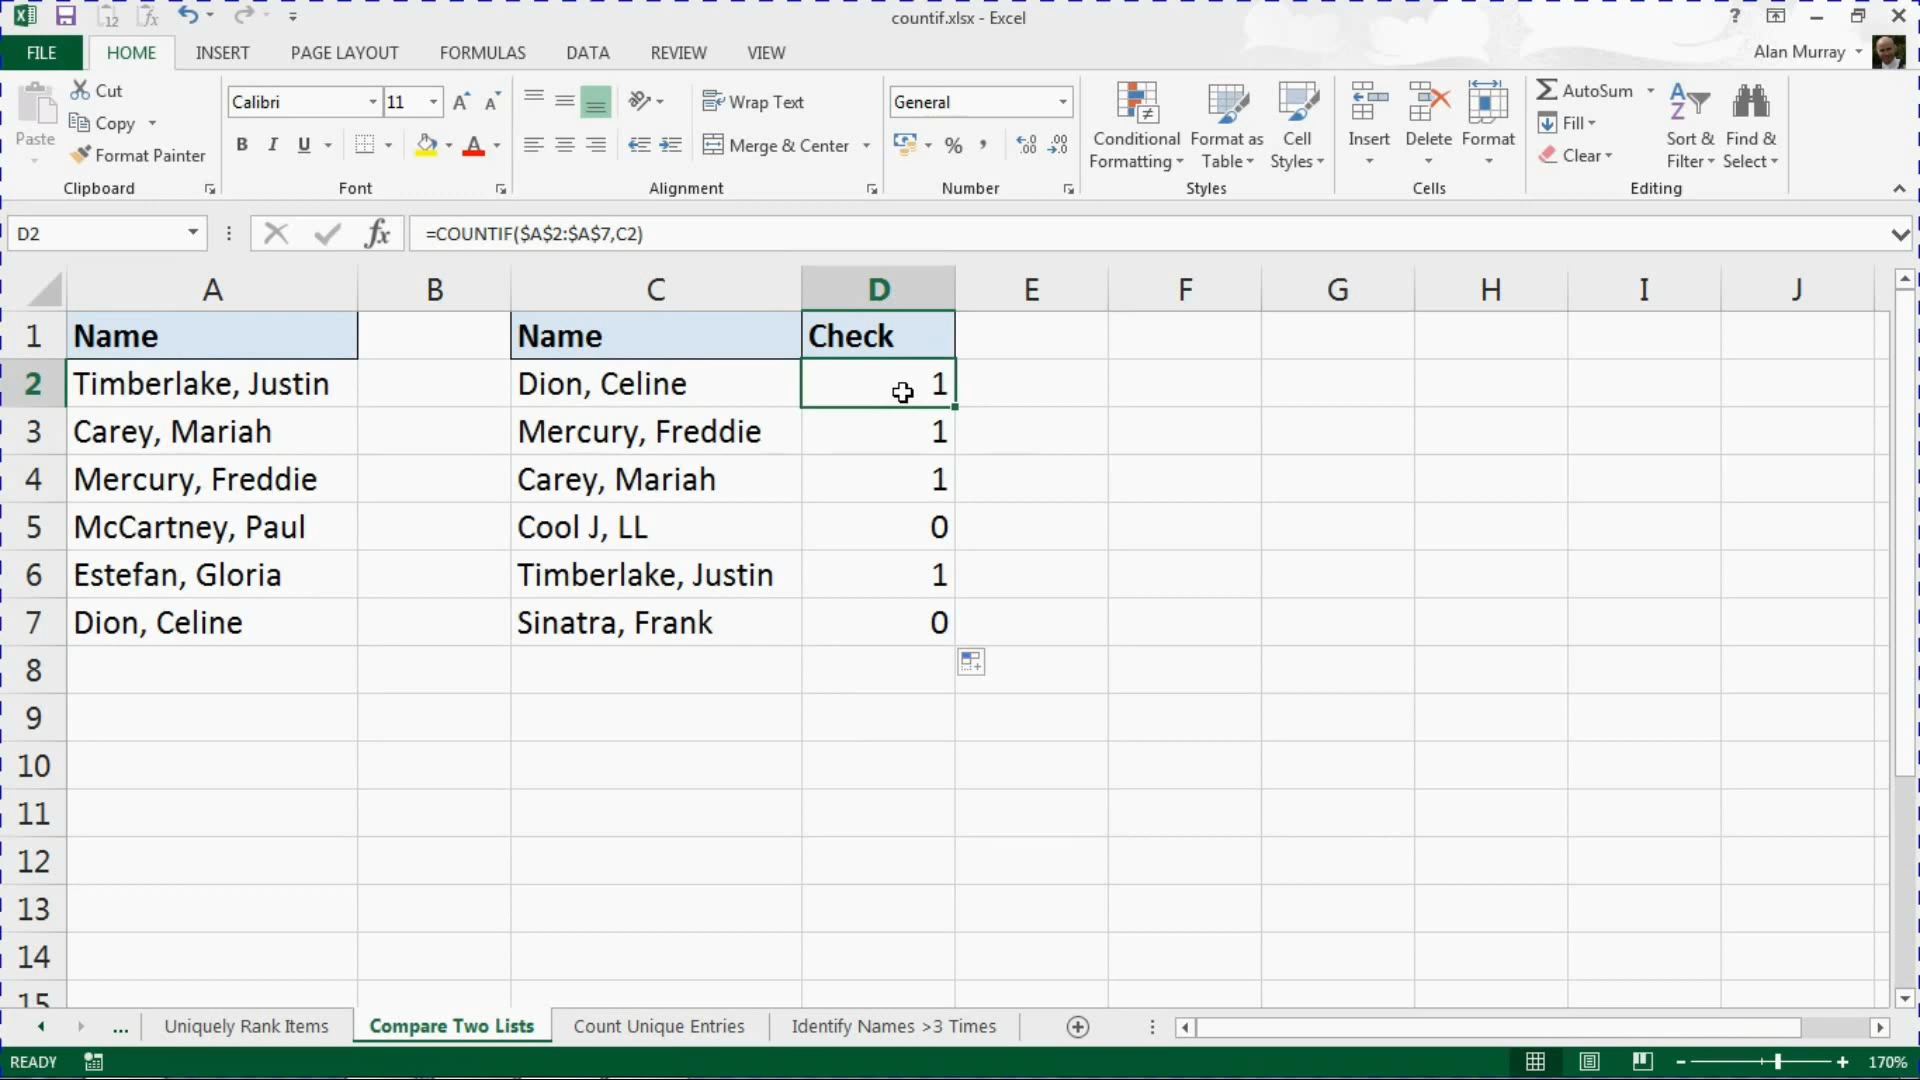 countif.xlsx - Excel
FILE HOME INSERT PAGE LAYOUT FORMULAS DATA REVIEW VIEW Alan Murray
Paste
Cut
Copy
Format Painter
Clipboard
Calibri 11
B I U
Font
Wrap Text
Merge & Center
Alignment
General
%
Number
Conditional Formatting
Format as Table
Cell Styles
Styles
Insert Delete Format
Cells
AutoSum
Fill
Clear
Sort & Filter
Find & Select
Editing
D2 fx =COUNTIF($A$2:$A$7,C2)
A B C D E F G H I J
1 Name Name Check
2 Timberlake, Justin Dion, Celine 1
3 Carey, Mariah Mercury, Freddie 1
4 Mercury, Freddie Carey, Mariah 1
5 McCartney, Paul Cool J, LL 0
6 Estefan, Gloria Timberlake, Justin 1
7 Dion, Celine Sinatra, Frank 0
8
9
10
11
12
13
14
15
... Uniquely Rank Items Compare Two Lists Count Unique Entries Identify Names >3 Times
READY 170%